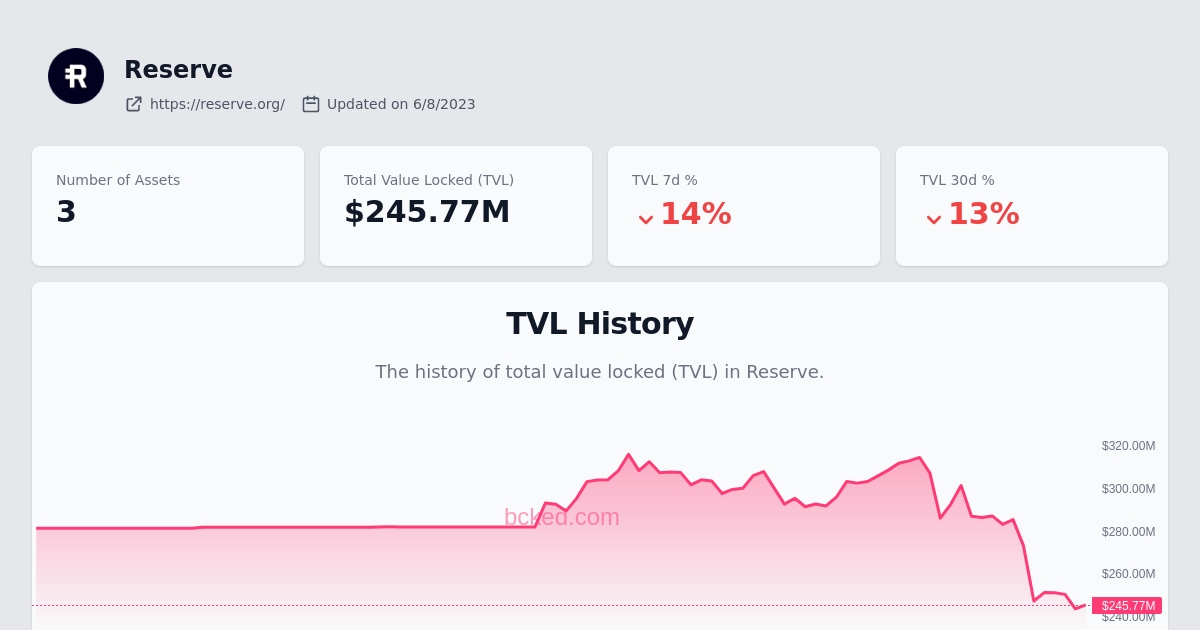 Reserve
https://reserve.org/ Updated on 6/8/2023
Number of Assets
3
Total Value Locked (TVL)
$245.77M
TVL 7d %
14%
TVL 30d %
13%
TVL History
The history of total value locked (TVL) in Reserve.
$320.00M
$300.00M
bcked.com
$280.00M
$260.00M
$245.77M
$240.00M